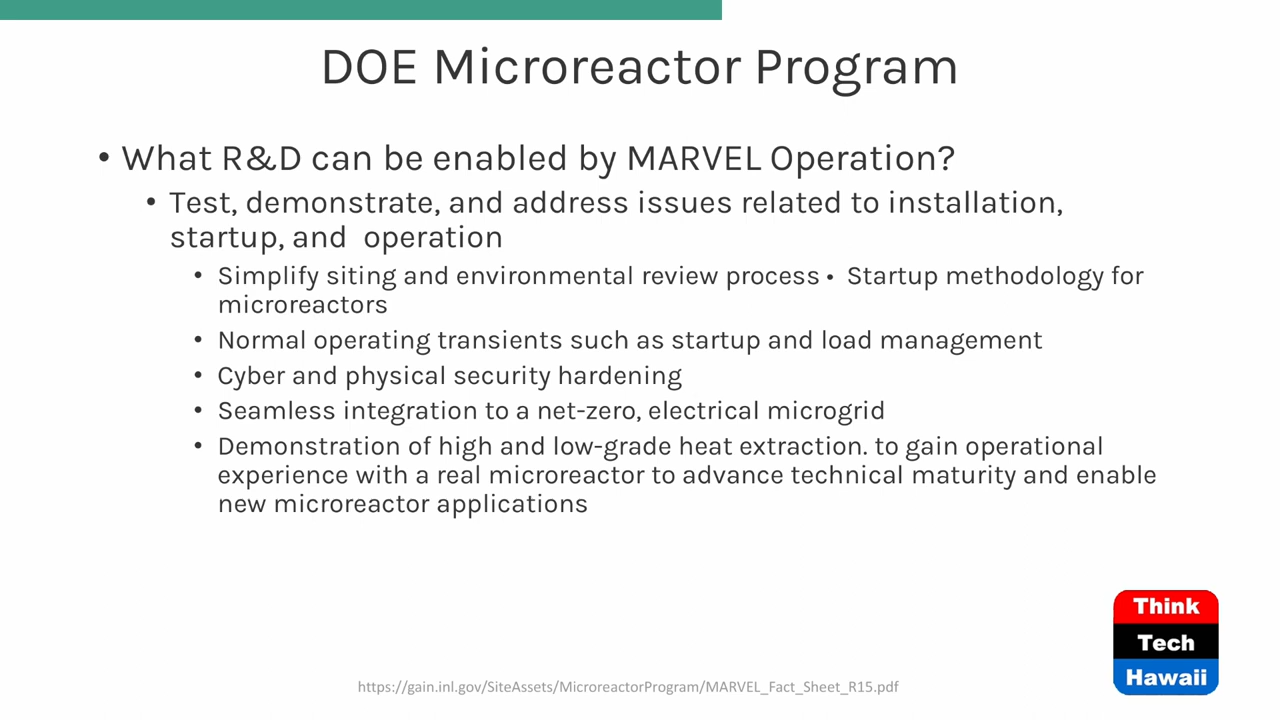 DOE Microreactor Program
• What R&D can be enabled by MARVEL Operation?
• Test, demonstrate, and address issues related to installation,
startup, and  operation
• Simplify siting and environmental review process •  Startup methodology for
microreactors
• Normal operating transients such as startup and load management
• Cyber and physical security hardening
• Seamless integration to a net-zero, electrical microgrid
• Demonstration of high and low-grade heat extraction. to gain operational
experience with a real microreactor to advance technical maturity and enable
new microreactor applications
Think
Tech
Hawaii
https://gain.inl.gov/SiteAssets/MicroreactorProgram/MARVEL_Fact_Sheet_R15.pdf